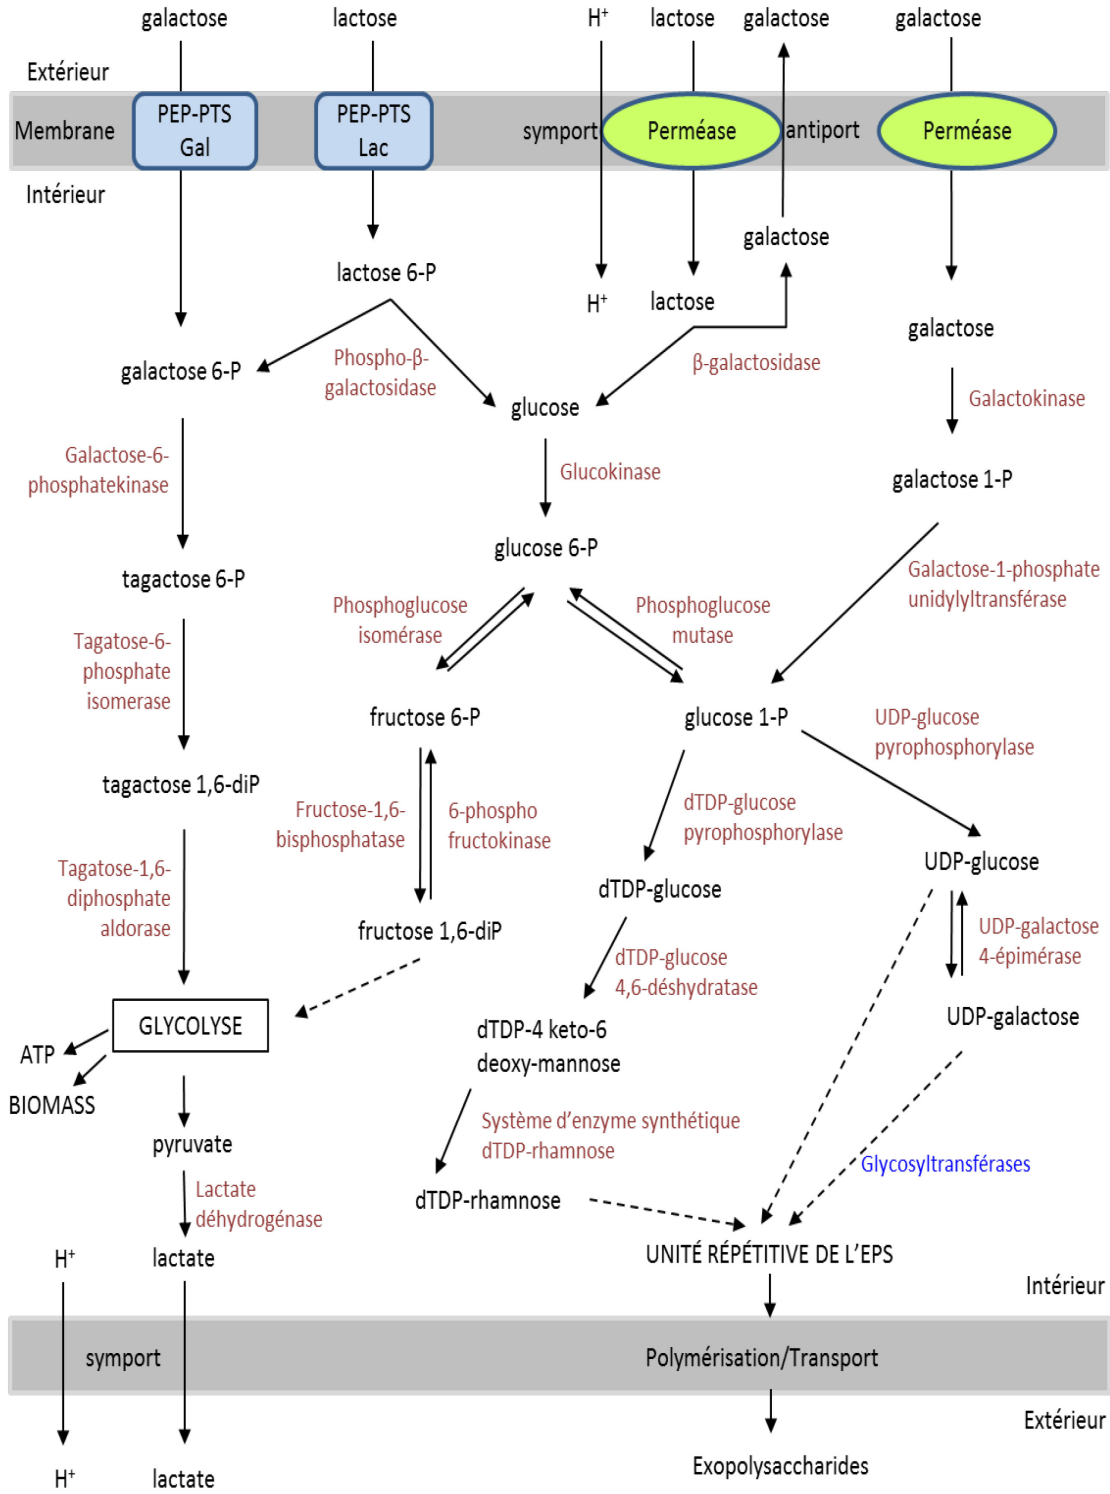 galactose
lactose
H⁺
lactose
galactose
galactose
Extérieur
Membrane
PEP-PTS
Gal
PEP-PTS
Lac
symport
Perméase
antiport
Perméase
Intérieur
galactose
lactose 6-P
H⁺
lactose
galactose
galactose 6-P
Phospho-β-
galactosidase
β-galactosidase
glucose
Galactokinase
Galactose-6-
phosphatekinase
Glucokinase
galactose 1-P
glucose 6-P
tagactose 6-P
Phosphoglucose
isomérase
Phosphoglucose
mutase
Galactose-1-phosphate
unidylyltransférase
Tagatose-6-
phosphate
isomerase
fructose 6-P
glucose 1-P
UDP-glucose
pyrophosphorylase
tagactose 1,6-diP
Fructose-1,6-
bisphosphatase
6-phospho
fructokinase
dTDP-glucose
pyrophosphorylase
UDP-glucose
Tagatose-1,6-
diphosphate
aldorase
dTDP-glucose
fructose 1,6-diP
UDP-galactose
4-épimérase
dTDP-glucose
4,6-déshydratase
GLYCOLYSE
UDP-galactose
dTDP-4 keto-6
deoxy-mannose
ATP
BIOMASS
pyruvate
Système d'enzyme synthétique
dTDP-rhamnose
Glycosyltransférases
Lactate
déhydrogénase
dTDP-rhamnose
H⁺
lactate
UNITÉ RÉPÉTITIVE DE L'EPS
Intérieur
symport
Polymérisation/Transport
Extérieur
H⁺
lactate
Exopolysaccharides